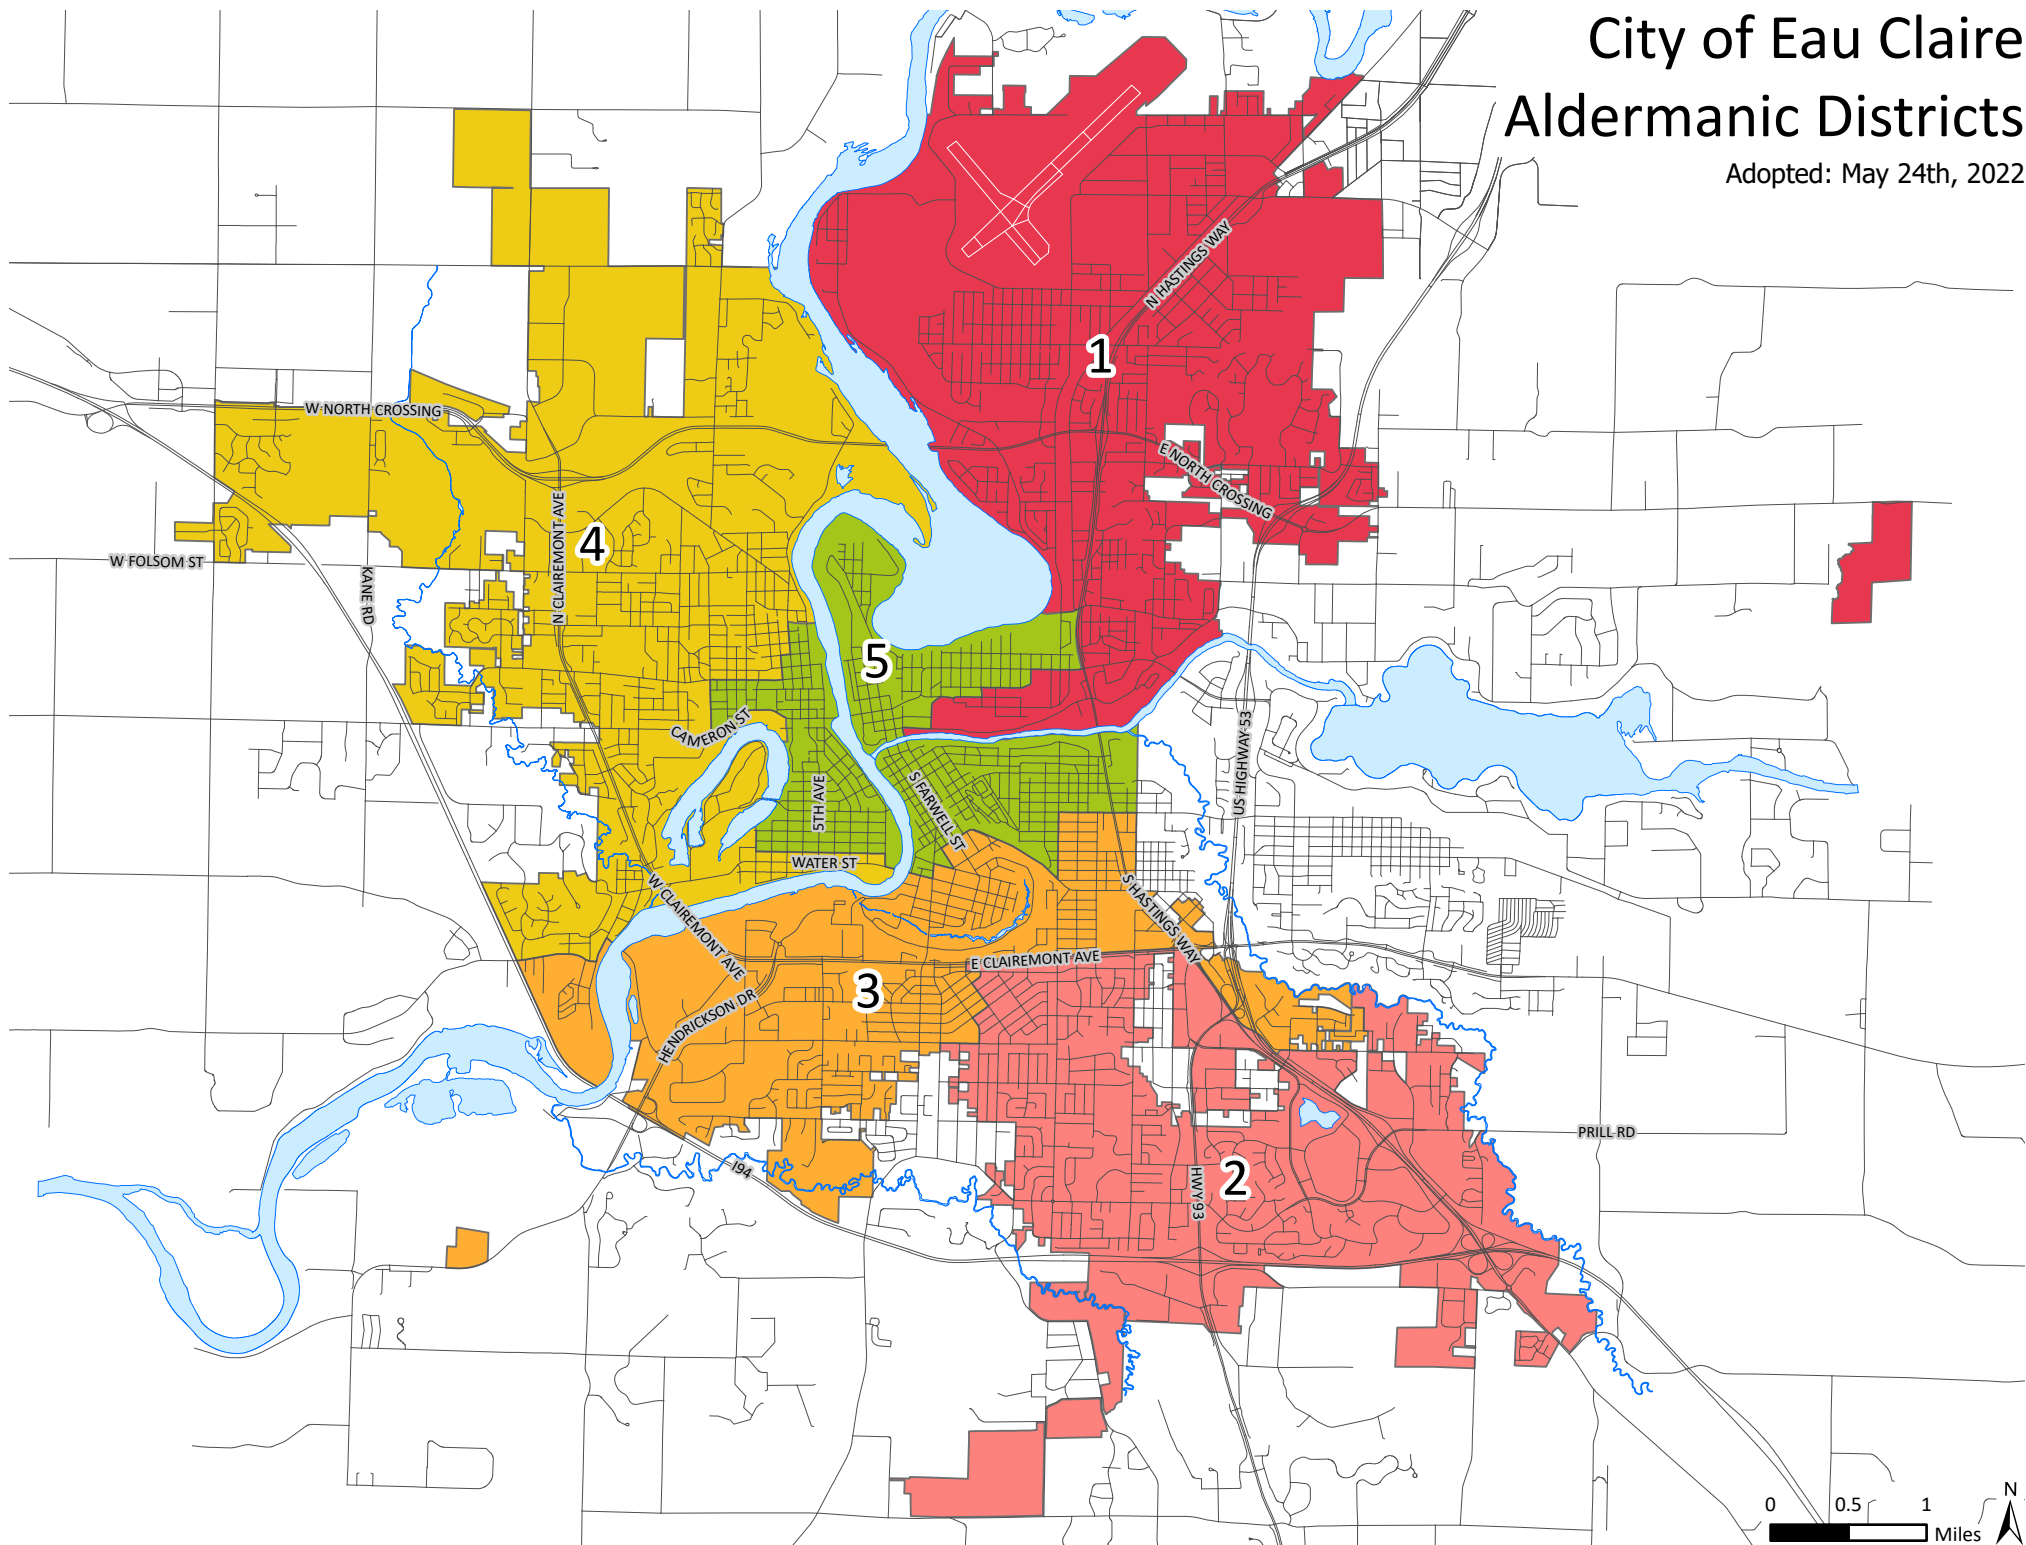 City of Eau Claire
Aldermanic Districts
Adopted: May 24th, 2022
N HASTINGS WAY
1
W NORTH CROSSING
E NORTH CROSSING
N CLAIREMONT AVE
4
W FOLSOM ST
KANE RD
5
CAMERON ST
US HIGHWAY 53
5TH AVE
S FARWELL ST
WATER ST
W CLAIREMONT AVE
S HASTINGS WAY
E CLAIREMONT AVE
3
HENDRICKSON DR
PRILL RD
I94
HWY 93
2
N
0 0.5 1
Miles